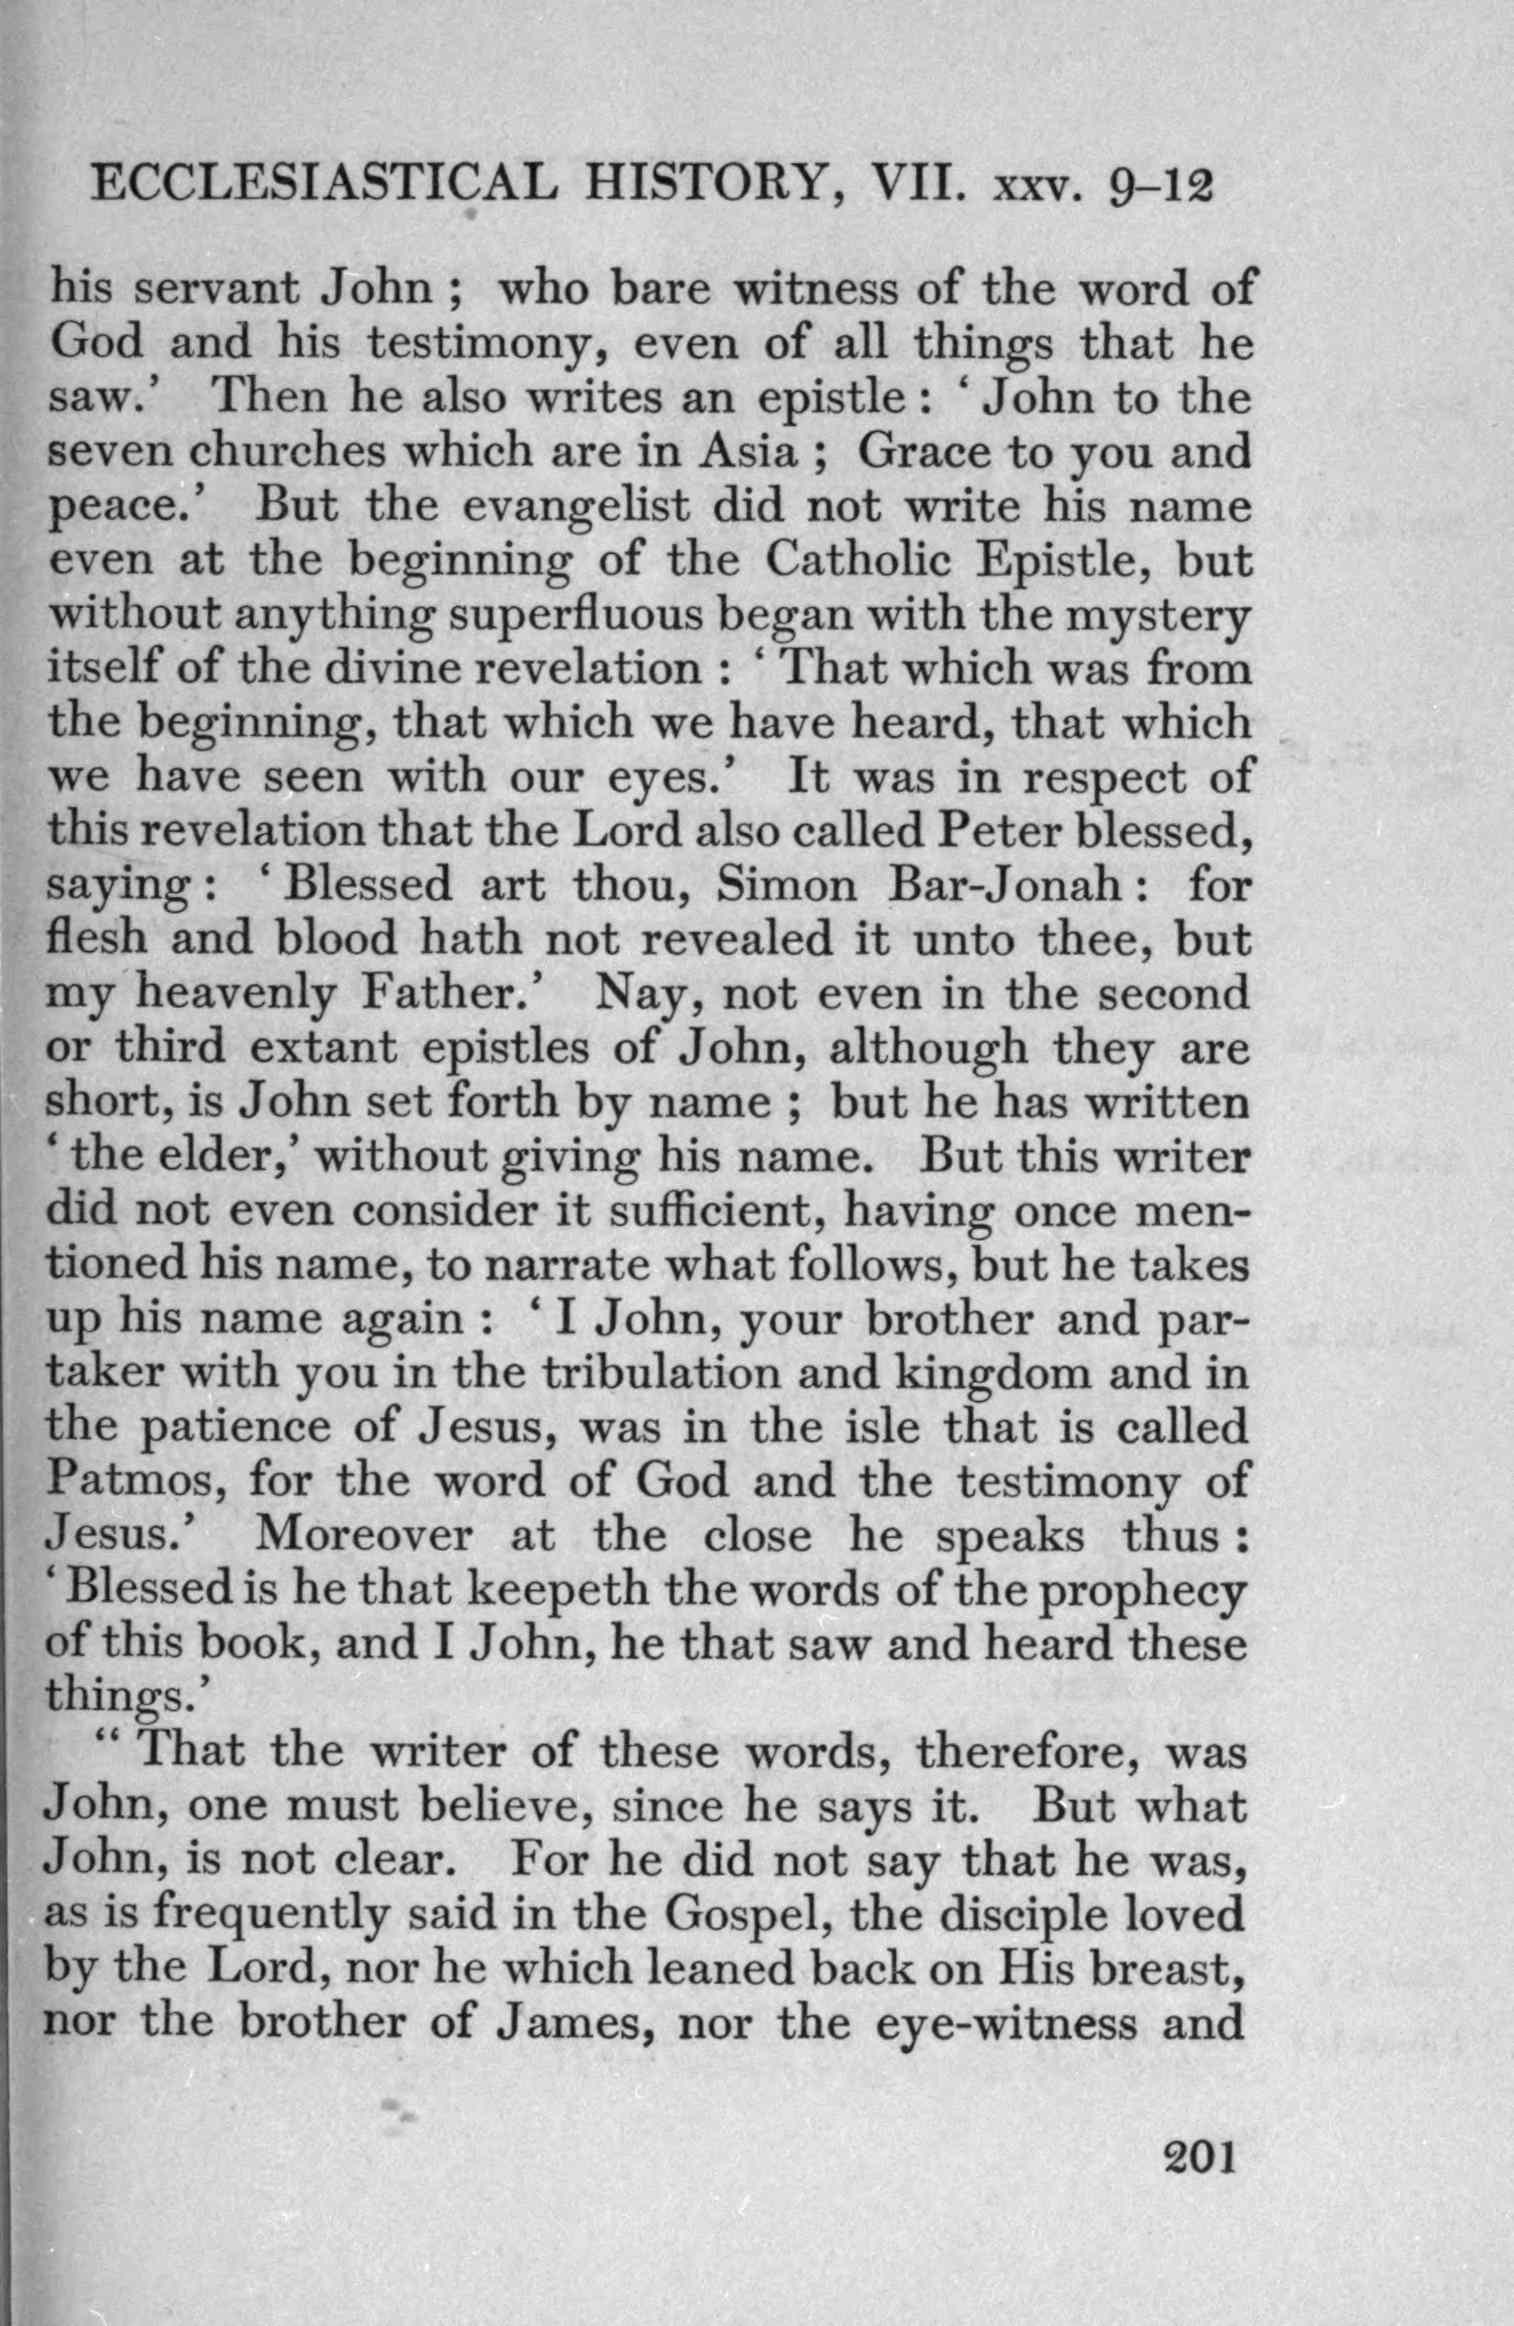 ECCLESIASTICAL HISTORY, VII. xxv. 9–12
his servant John ; who bare witness of the word of
God and his testimony, even of all things that he
saw.’ Then he also writes an epistle : ‘ John to the
seven churches which are in Asia ; Grace to you and
peace.’ But the evangelist did not write his name
even at the beginning of the Catholic Epistle, but
without anything superfluous began with the mystery
itself of the divine revelation : ‘ That which was from
the beginning, that which we have heard, that which
we have seen with our eyes.’ It was in respect of
this revelation that the Lord also called Peter blessed,
saying : ‘ Blessed art thou, Simon Bar-Jonah : for
flesh and blood hath not revealed it unto thee, but
my heavenly Father.’ Nay, not even in the second
or third extant epistles of John, although they are
short, is John set forth by name ; but he has written
‘ the elder,’ without giving his name. But this writer
did not even consider it sufficient, having once men-
tioned his name, to narrate what follows, but he takes
up his name again : ‘ I John, your brother and par-
taker with you in the tribulation and kingdom and in
the patience of Jesus, was in the isle that is called
Patmos, for the word of God and the testimony of
Jesus.’ Moreover at the close he speaks thus :
‘ Blessed is he that keepeth the words of the prophecy
of this book, and I John, he that saw and heard these
things.’
“ That the writer of these words, therefore, was
John, one must believe, since he says it. But what
John, is not clear. For he did not say that he was,
as is frequently said in the Gospel, the disciple loved
by the Lord, nor he which leaned back on His breast,
nor the brother of James, nor the eye-witness and
201